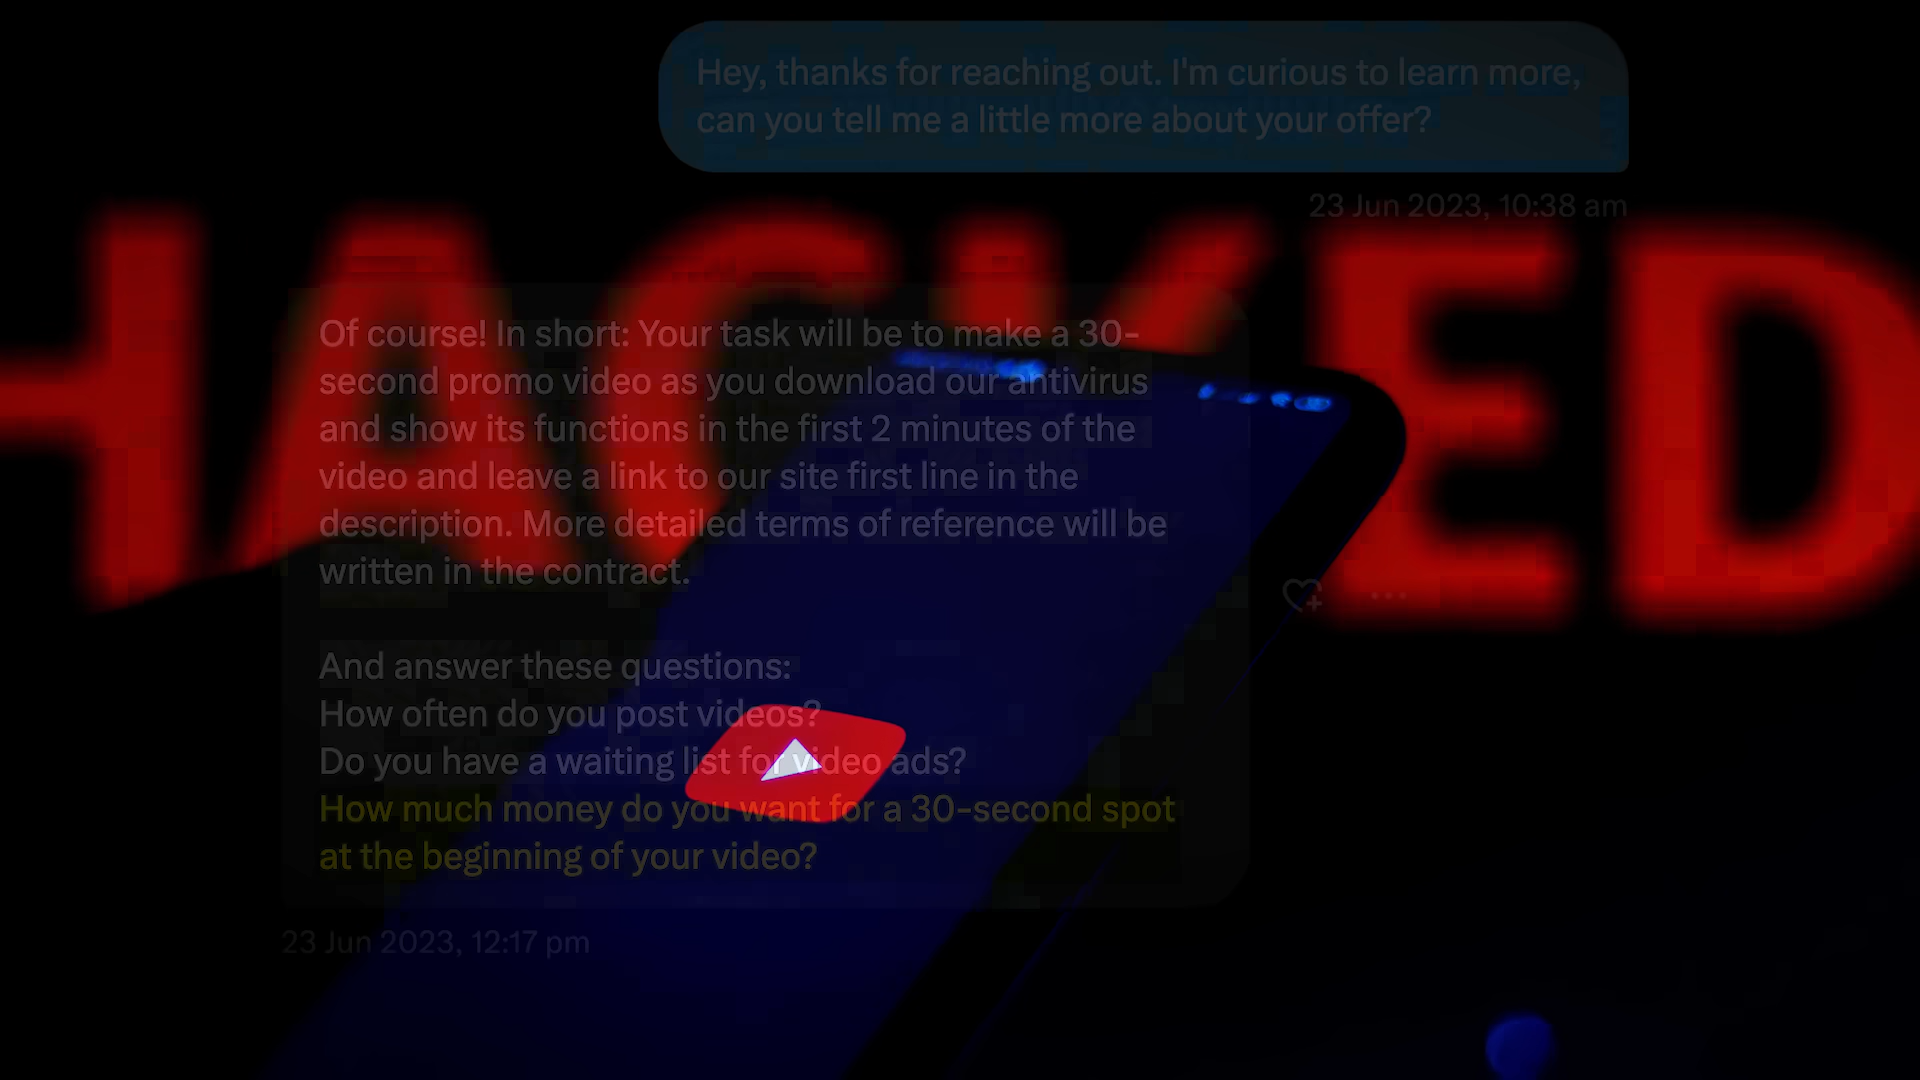 Hey, thanks for reaching out. I'm curious to learn more,
can you tell me a little more about your offer?
23 Jun 2023, 10:38 am
HACKED
Of course! In short: Your task will be to make a 30-
second promo video as you download our antivirus
and show its functions in the first 2 minutes of the
video and leave a link to our site first line in the
description. More detailed terms of reference will be
written in the contract.
And answer these questions:
How often do you post videos?
Do you have a waiting list for video ads?
How much money do you want for a 30-second spot
at the beginning of your video?
23 Jun 2023, 12:17 pm